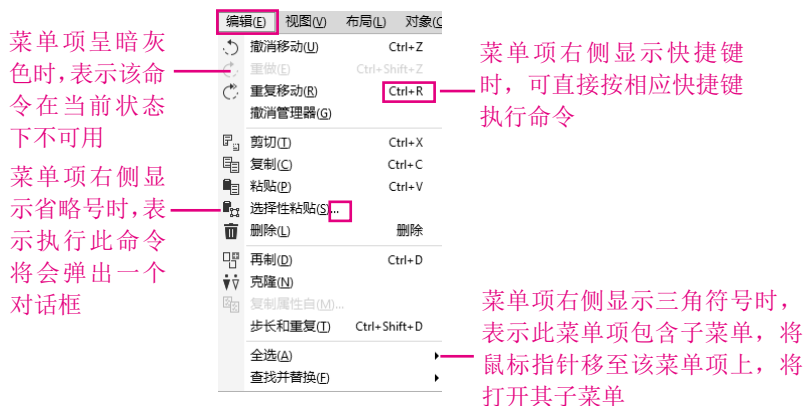 编辑(E) 视图(V) 布局(L) 对象(C
撤消移动(U) Ctrl+Z
重做(E) Ctrl+Shift+Z
重复移动(R) Ctrl+R
撤消管理器(G)
剪切(T) Ctrl+X
复制(C) Ctrl+C
粘贴(P) Ctrl+V
选择性粘贴(S)...
删除(L) 删除
再制(D) Ctrl+D
克隆(N)
复制属性自(M)...
步长和重复(T) Ctrl+Shift+D
全选(A)
查找并替换(F)
菜单项呈暗灰
色时，表示该命
令在当前状态
下不可用
菜单项右侧显
示省略号时，表
示执行此命令
将会弹出一个
对话框
菜单项右侧显示快捷键
时，可直接按相应快捷键
执行命令
菜单项右侧显示三角符号时，
表示此菜单项包含子菜单，将
鼠标指针移至该菜单项上，将
打开其子菜单